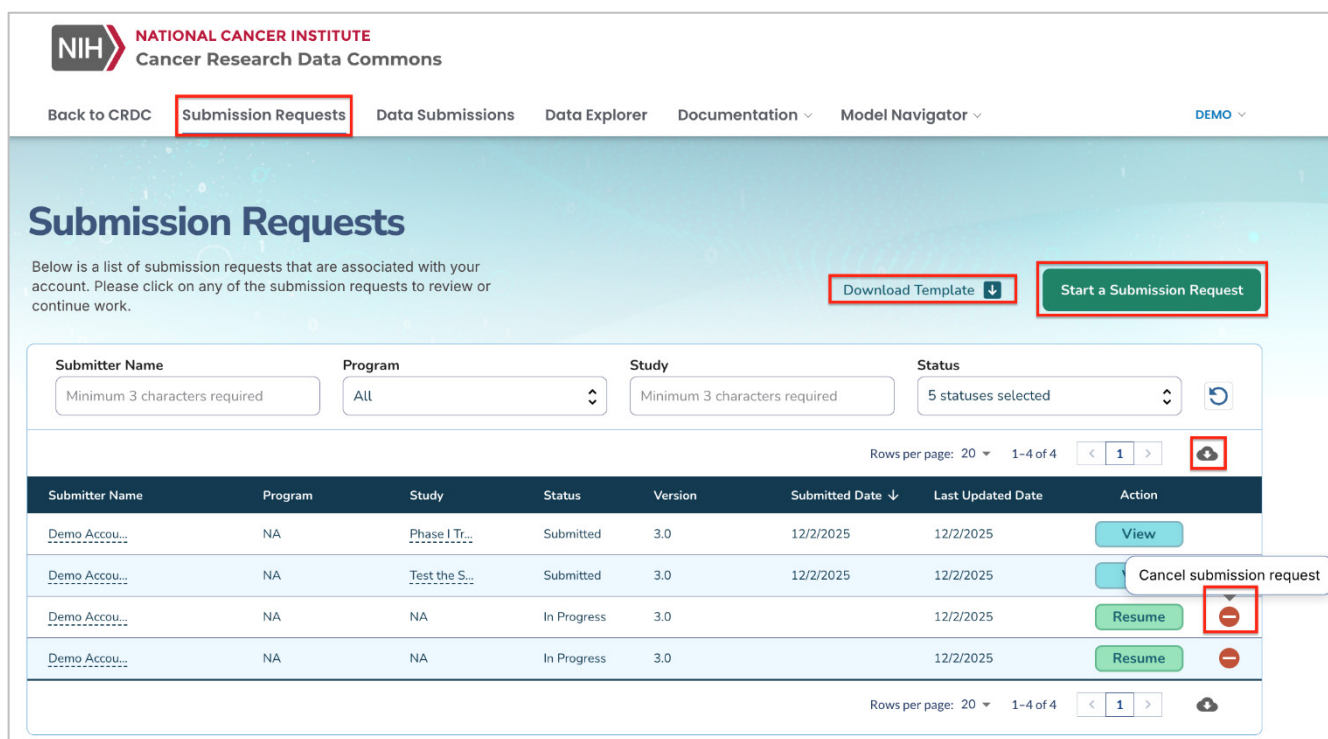 NIH
NATIONAL CANCER INSTITUTE
Cancer Research Data Commons
Back to CRDC Submission Requests Data Submissions Data Explorer Documentation Model Navigator DEMO
Submission Requests
Below is a list of submission requests that are associated with your
account. Please click on any of the submission requests to review or
continue work.
Download Template Start a Submission Request
Submitter Name Program Study Status
Minimum 3 characters required All Minimum 3 characters required 5 statuses selected
Rows per page: 20 1–4 of 4 < 1 >
Submitter Name Program Study Status Version Submitted Date ↓ Last Updated Date Action
Demo Accou... NA Phase I Tr... Submitted 3.0 12/2/2025 12/2/2025 View
Demo Accou... NA Test the S... Submitted 3.0 12/2/2025 12/2/2025
Cancel submission request
Demo Accou... NA NA In Progress 3.0 12/2/2025 Resume
Demo Accou... NA NA In Progress 3.0 12/2/2025 Resume
Rows per page: 20 1–4 of 4 < 1 >